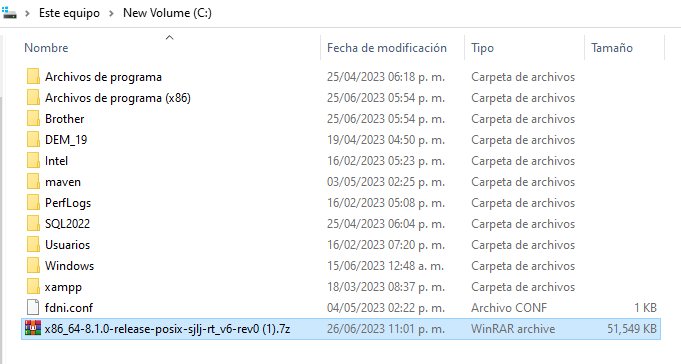 Este equipo > New Volume (C:)
Nombre Fecha de modificación Tipo Tamaño
Archivos de programa 25/04/2023 06:18 p. m. Carpeta de archivos
Archivos de programa (x86) 25/06/2023 05:54 p. m. Carpeta de archivos
Brother 25/06/2023 05:54 p. m. Carpeta de archivos
DEM_19 19/04/2023 04:50 p. m. Carpeta de archivos
Intel 16/02/2023 05:23 p. m. Carpeta de archivos
maven 03/05/2023 02:25 p. m. Carpeta de archivos
PerfLogs 16/02/2023 05:08 p. m. Carpeta de archivos
SQL2022 25/04/2023 06:04 p. m. Carpeta de archivos
Usuarios 16/02/2023 07:20 p. m. Carpeta de archivos
Windows 15/06/2023 12:48 a. m. Carpeta de archivos
xampp 18/03/2023 08:37 p. m. Carpeta de archivos
fdni.conf 04/05/2023 02:22 p. m. Archivo CONF 1 KB
x86_64-8.1.0-release-posix-sjlj-rt_v6-rev0 (1).7z 26/06/2023 11:01 p. m. WinRAR archive 51,549 KB